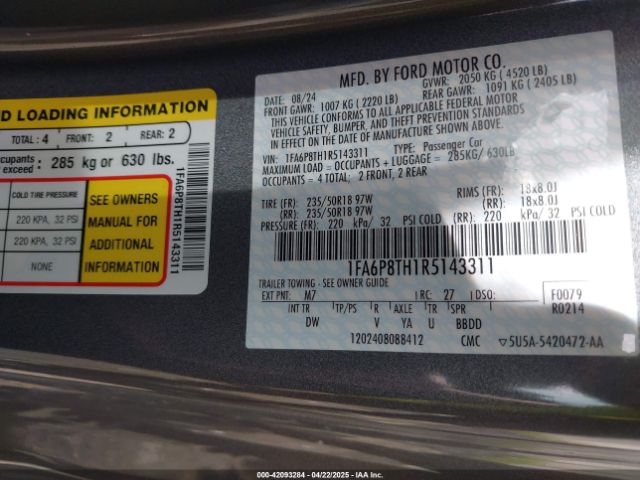 D LOADING INFORMATION
TOTAL: 4 FRONT: 2 REAR: 2
cupants
exceed: 285 kg or 630 lbs.
COLD TIRE PRESSURE
220 KPA, 32 PSI
220 KPA, 32 PSI
NONE
SEE OWNERS
MANUAL FOR
ADDITIONAL
INFORMATION
1FA6P8TH1R5143311
MFD. BY FORD MOTOR CO.
DATE: 08/24 GVWR: 2050 KG (4520 LB)
FRONT GAWR: 1007 KG (2220 LB) REAR GAWR: 1091 KG (2405 LB)
THIS VEHICLE CONFORMS TO ALL APPLICABLE FEDERAL MOTOR
VEHICLE SAFETY, BUMPER, AND THEFT PREVENTION STANDARDS
IN EFFECT ON THE DATE OF MANUFACTURE SHOWN ABOVE.
VIN: 1FA6P8TH1R5143311 TYPE: Passenger Car
MAXIMUM LOAD = OCCUPANTS + LUGGAGE = 285KG/ 630LB
OCCUPANTS = 4 TOTAL; 2 FRONT, 2 REAR
TIRE (FR): 235/50R18 97W RIMS (FR): 18x8.0J
(RR): 235/50R18 97W (RR): 18x8.0J
PRESSURE (FR): 220 kPa/ 32 PSI COLD (RR): 220 kPa/ 32 PSI COLD
1FA6P8TH1R5143311
TRAILER TOWING - SEE OWNER GUIDE
EXT PNT: M7 RC: 27 DSO: F0079
INT TR TP/PS R AXLE TR SPR R0214
DW V YA U BBDD
1202408088412 CMC ▽5U5A-5420472-AA
000-42093284 - 04/22/2025 - IAA Inc.